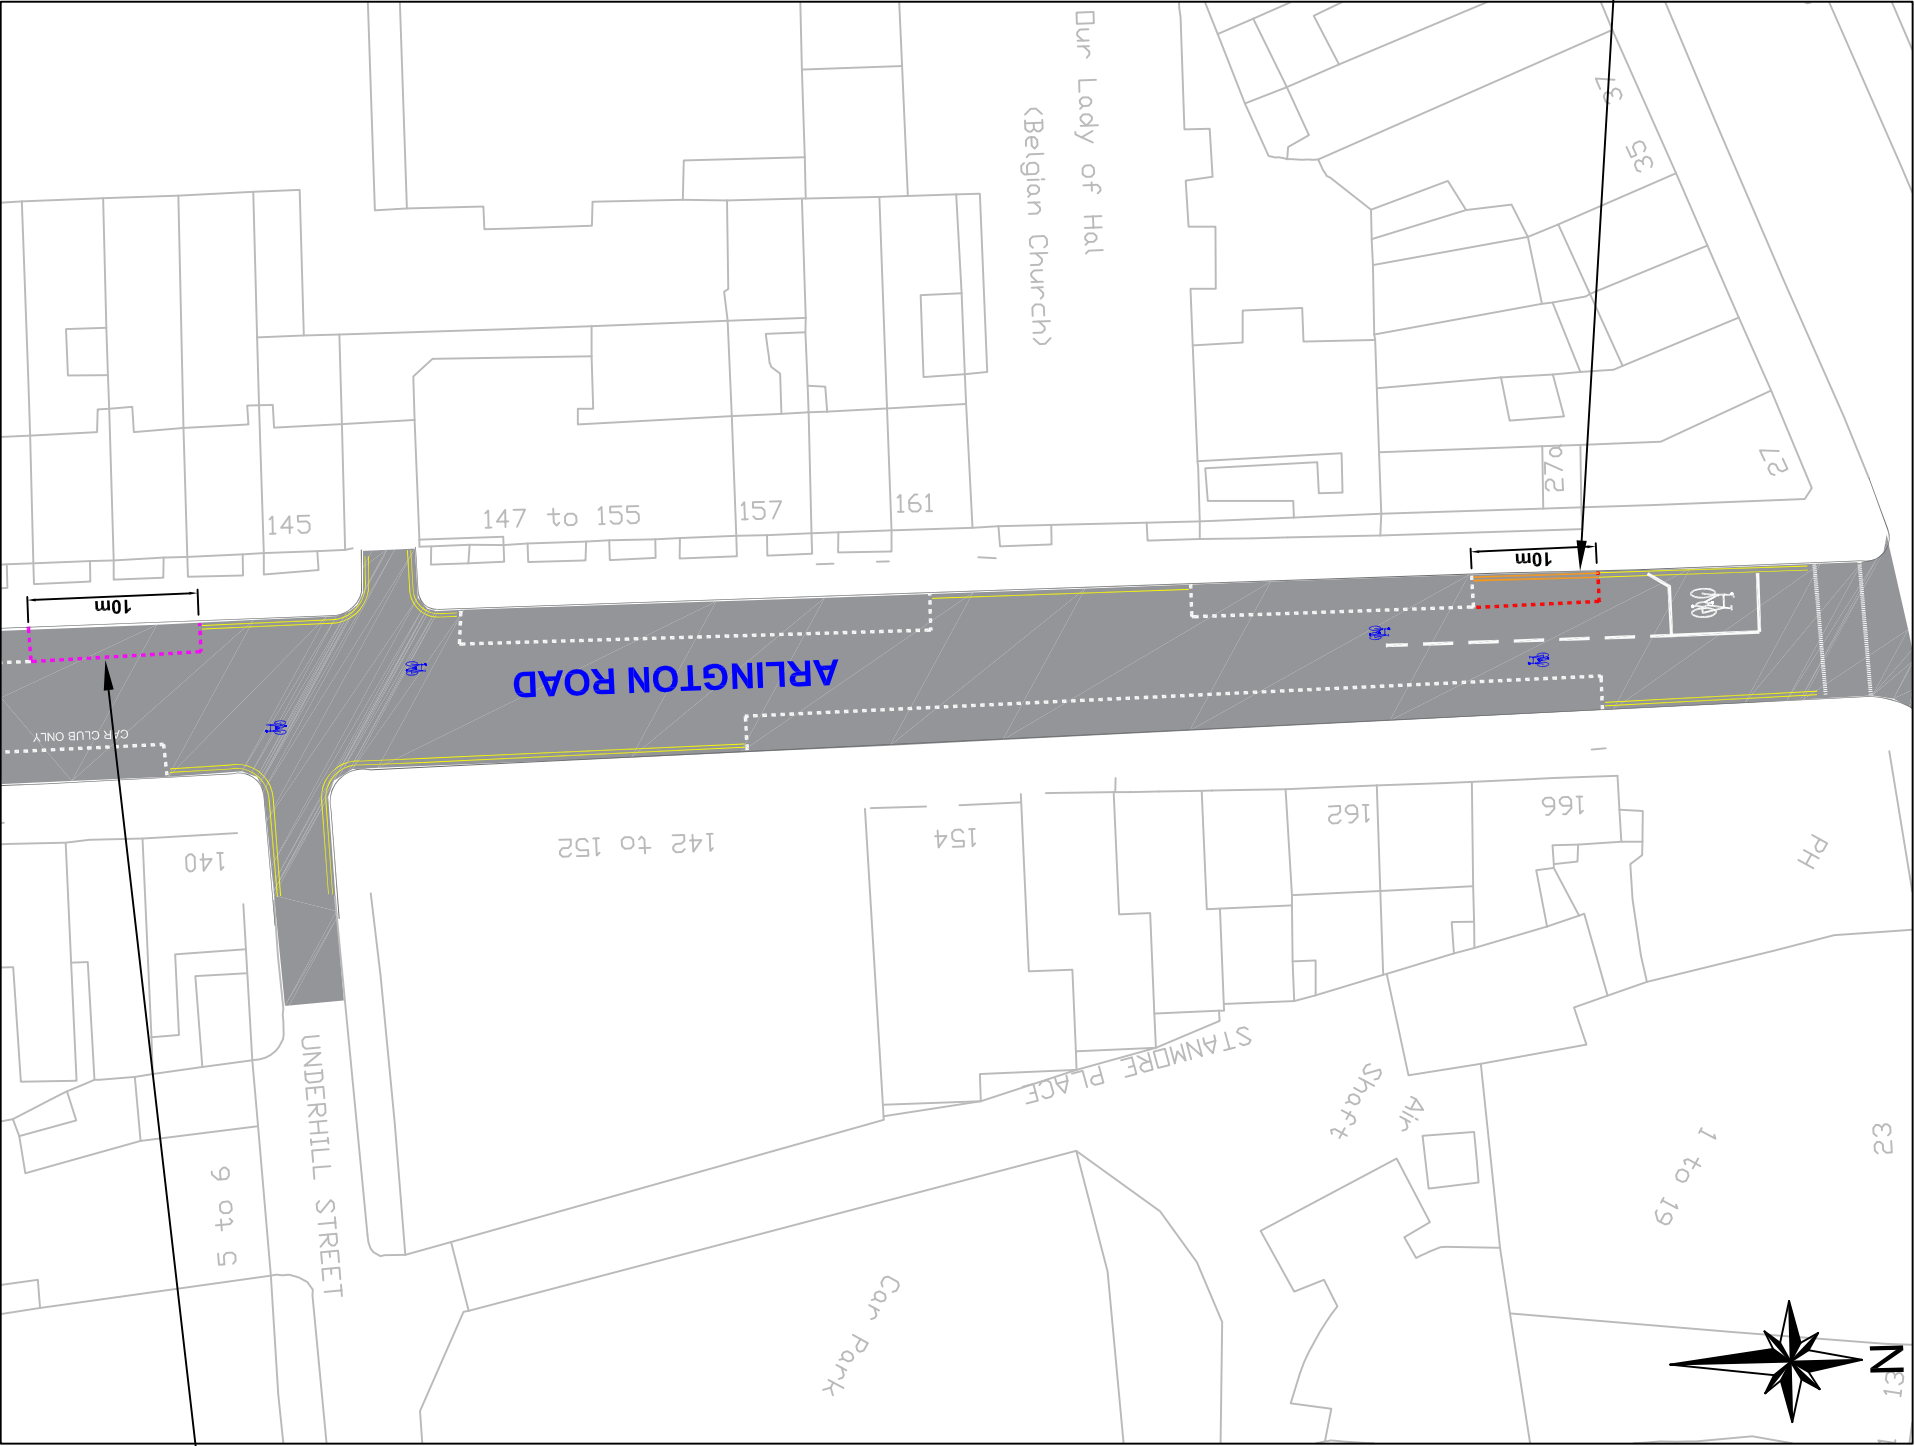 Our Lady of Hal
(Belgian Church)
37
35
27a
27
145
147 to 155
157
161
10m
10m
ARLINGTON ROAD
CAR CLUB ONLY
140
142 to 152
154
162
166
PH
STANMORE PLACE
UNDERHILL STREET
5 to 6
Air
Shaft
1 to 19
23
Car Park
N
13